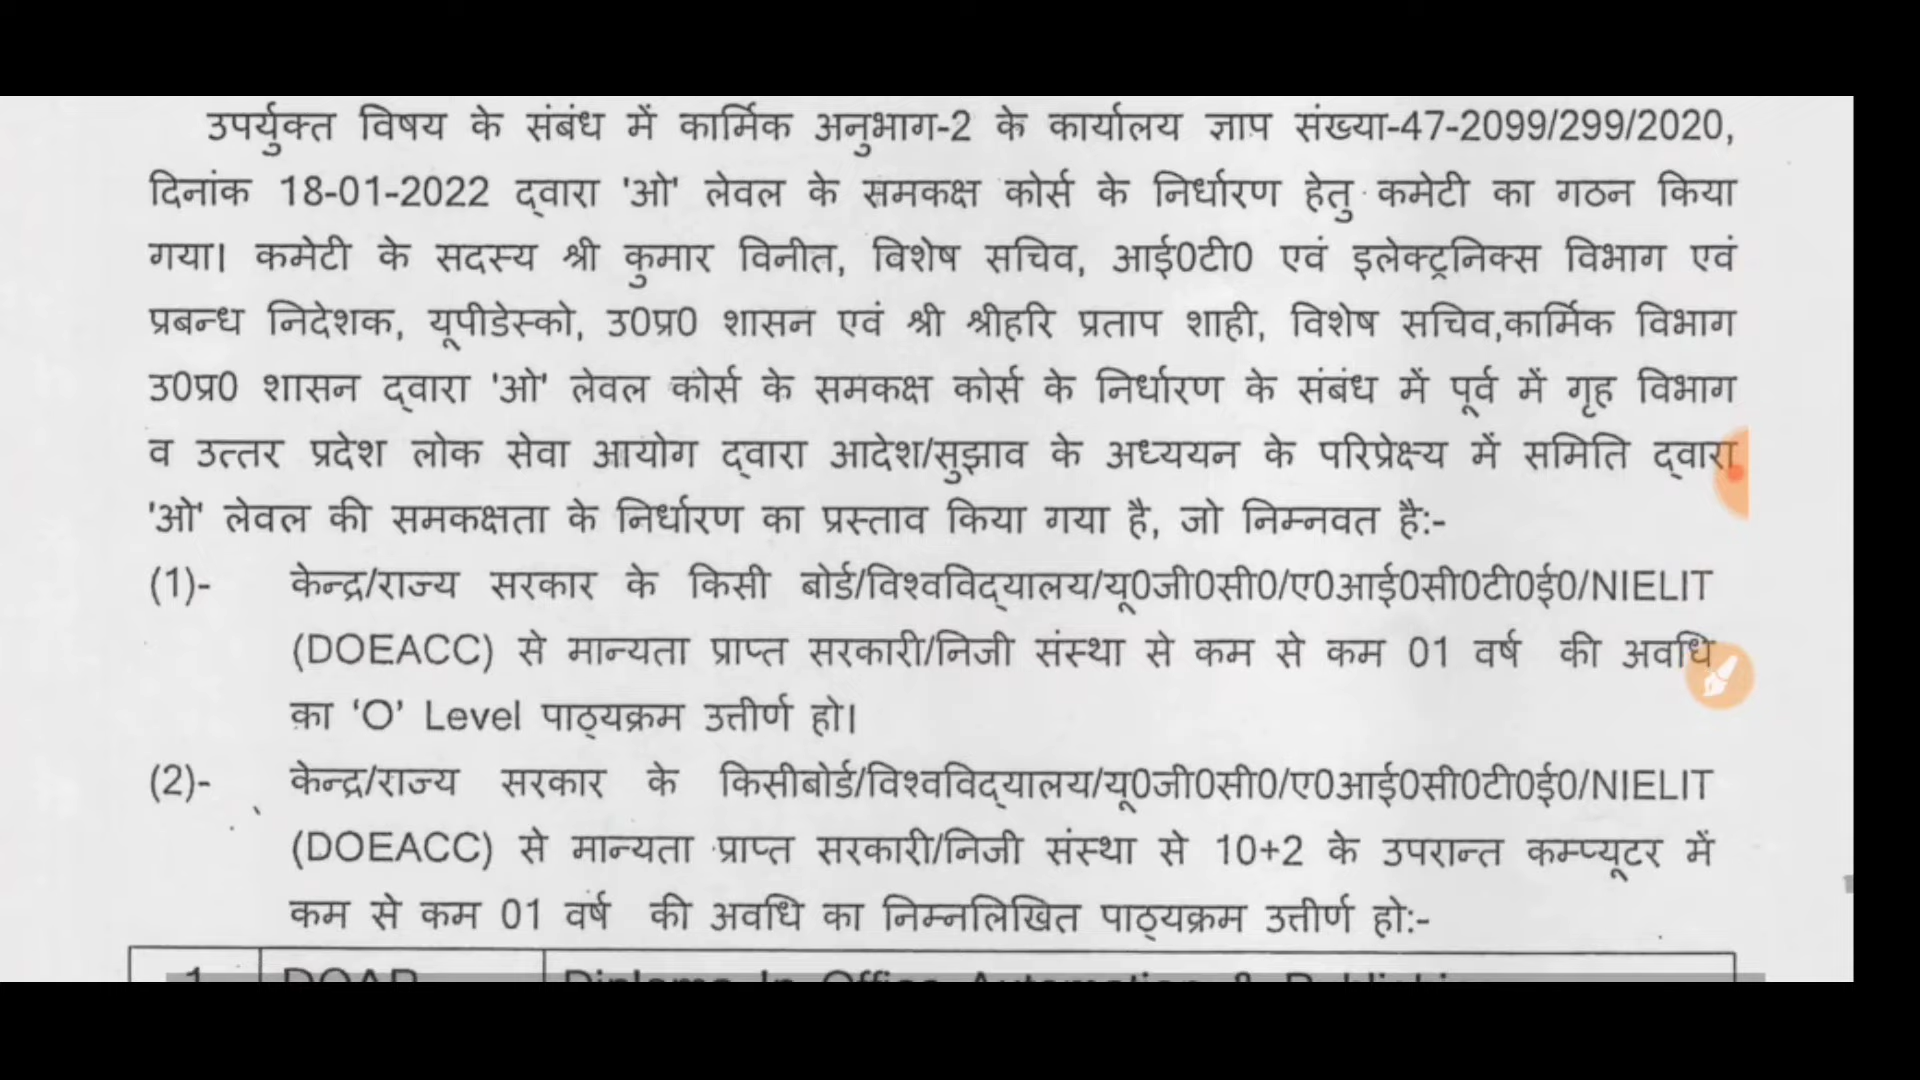 उपर्युक्त विषय के संबंध में कार्मिक अनुभाग-2 के कार्यालय ज्ञाप संख्या-47-2099/299/2020,
दिनांक 18-01-2022 द्वारा 'ओ' लेवल के समकक्ष कोर्स के निर्धारण हेतु कमेटी का गठन किया
गया। कमेटी के सदस्य श्री कुमार विनीत, विशेष सचिव, आई0टी0 एवं इलेक्ट्रनिक्स विभाग एवं
प्रबन्ध निदेशक, यूपीडेस्को, उ0प्र0 शासन एवं श्री श्रीहरि प्रताप शाही, विशेष सचिव,कार्मिक विभाग
उ0प्र0 शासन द्वारा 'ओ' लेवल कोर्स के समकक्ष कोर्स के निर्धारण के संबंध में पूर्व में गृह विभाग
व उत्तर प्रदेश लोक सेवा आयोग द्वारा आदेश/सुझाव के अध्ययन के परिप्रेक्ष्य में समिति द्वारा
'ओ' लेवल की समकक्षता के निर्धारण का प्रस्ताव किया गया है, जो निम्नवत है:-
(1)- केन्द्र/राज्य सरकार के किसी बोर्ड/विश्वविद्यालय/यू0जी0सी0/ए0आई0सी0टी0ई0/NIELIT
(DOEACC) से मान्यता प्राप्त सरकारी/निजी संस्था से कम से कम 01 वर्ष की अवधि
का ‘O’ Level पाठ्यक्रम उत्तीर्ण हो।
(2)- केन्द्र/राज्य सरकार के किसीबोर्ड/विश्वविद्यालय/यू0जी0सी0/ए0आई0सी0टी0ई0/NIELIT
(DOEACC) से मान्यता प्राप्त सरकारी/निजी संस्था से 10+2 के उपरान्त कम्प्यूटर में
कम से कम 01 वर्ष की अवधि का निम्नलिखित पाठ्यक्रम उत्तीर्ण हो:-